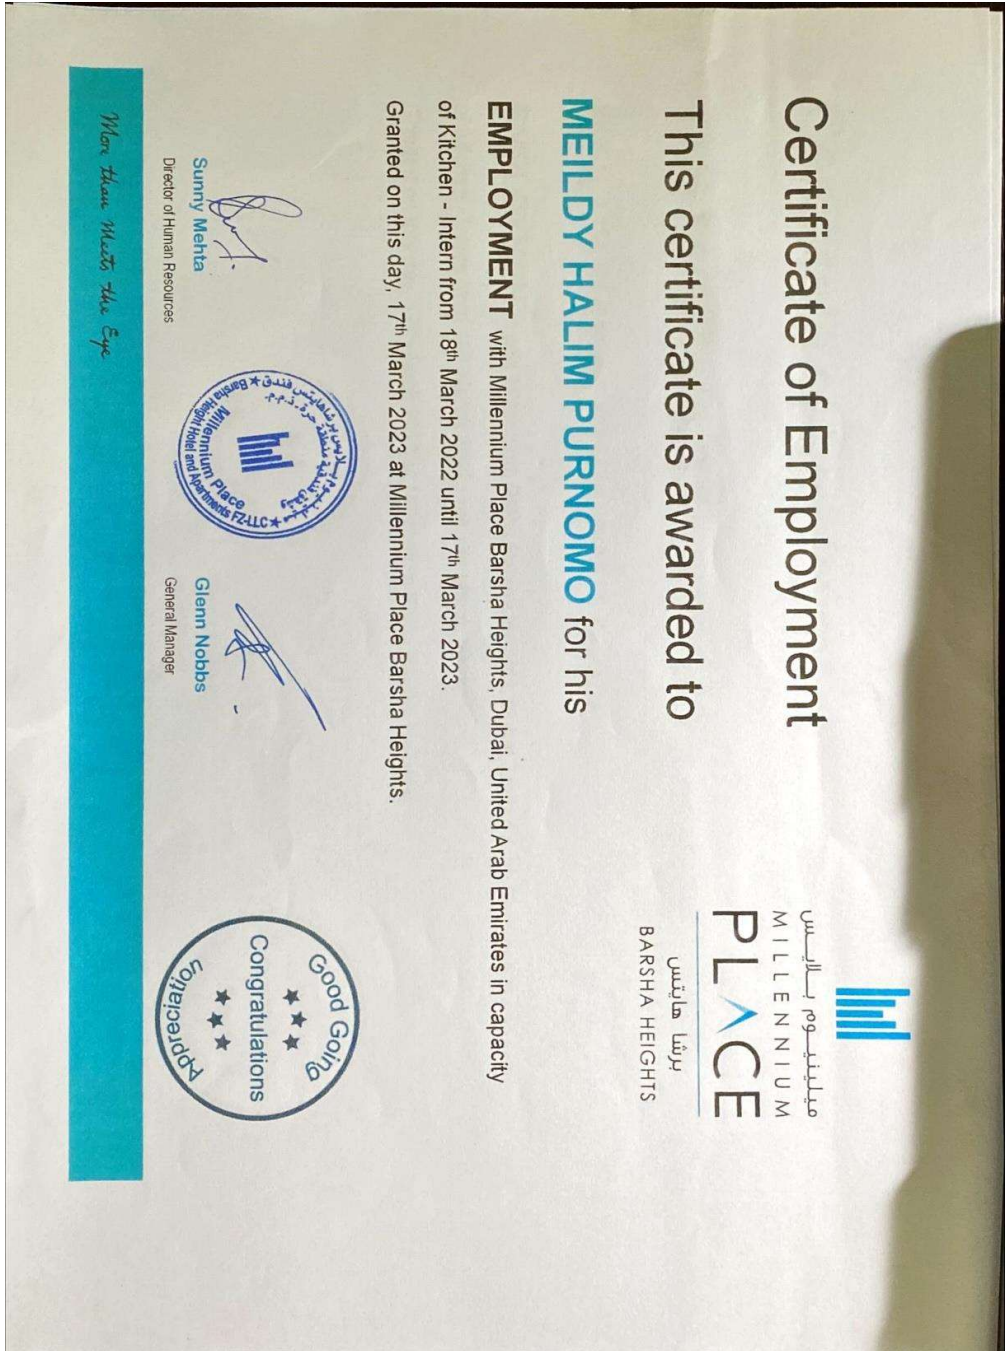 Certificate of Employment
ميلينيوم بلايس
MILLENNIUM
PLACE
برشا هايتس
BARSHA HEIGHTS
This certificate is awarded to
MEILDY HALIM PURNOMO for his
EMPLOYMENT with Millennium Place Barsha Heights, Dubai, United Arab Emirates in capacity
of Kitchen - Intern from 18th March 2022 until 17th March 2023.
Granted on this day, 17th March 2023 at Millennium Place Barsha Heights.
Sunny Mehta
Director of Human Resources
Millennium Place
Barsha Height Hotel and Apartments FZ-LLC
Glenn Nobbs
General Manager
Good Going
Congratulations
Appreciation
More than Meets the Eye